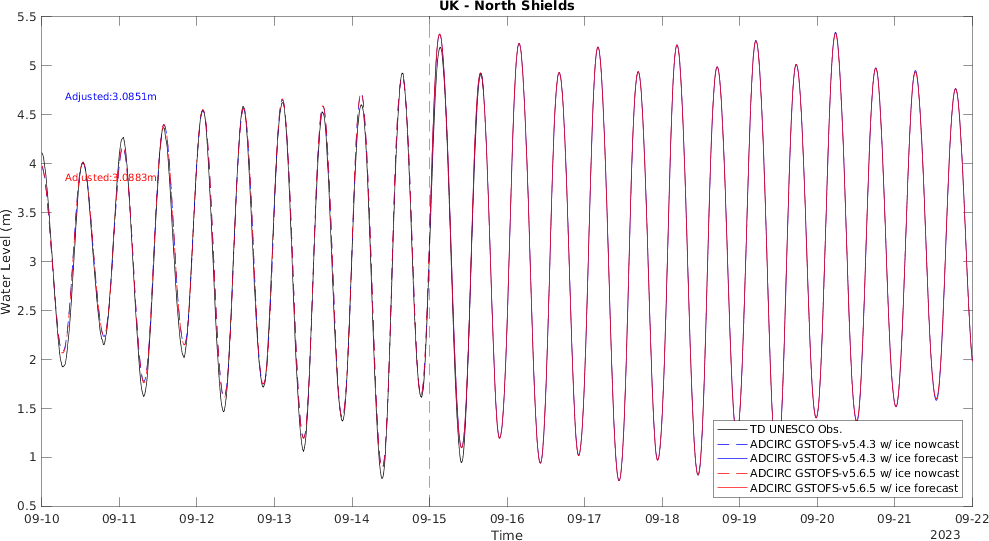 UK - North Shields
5.5
5
4.5
4
3.5
3
2.5
2
1.5
1
0.5
Water Level (m)
Adjusted:3.0851m
Adjusted:3.0883m
TD UNESCO Obs.
ADCIRC GSTOFS-v5.4.3 w/ ice nowcast
ADCIRC GSTOFS-v5.4.3 w/ ice forecast
ADCIRC GSTOFS-v5.6.5 w/ ice nowcast
ADCIRC GSTOFS-v5.6.5 w/ ice forecast
09-10 09-11 09-12 09-13 09-14 09-15 09-16 09-17 09-18 09-19 09-20 09-21 09-22
Time
2023